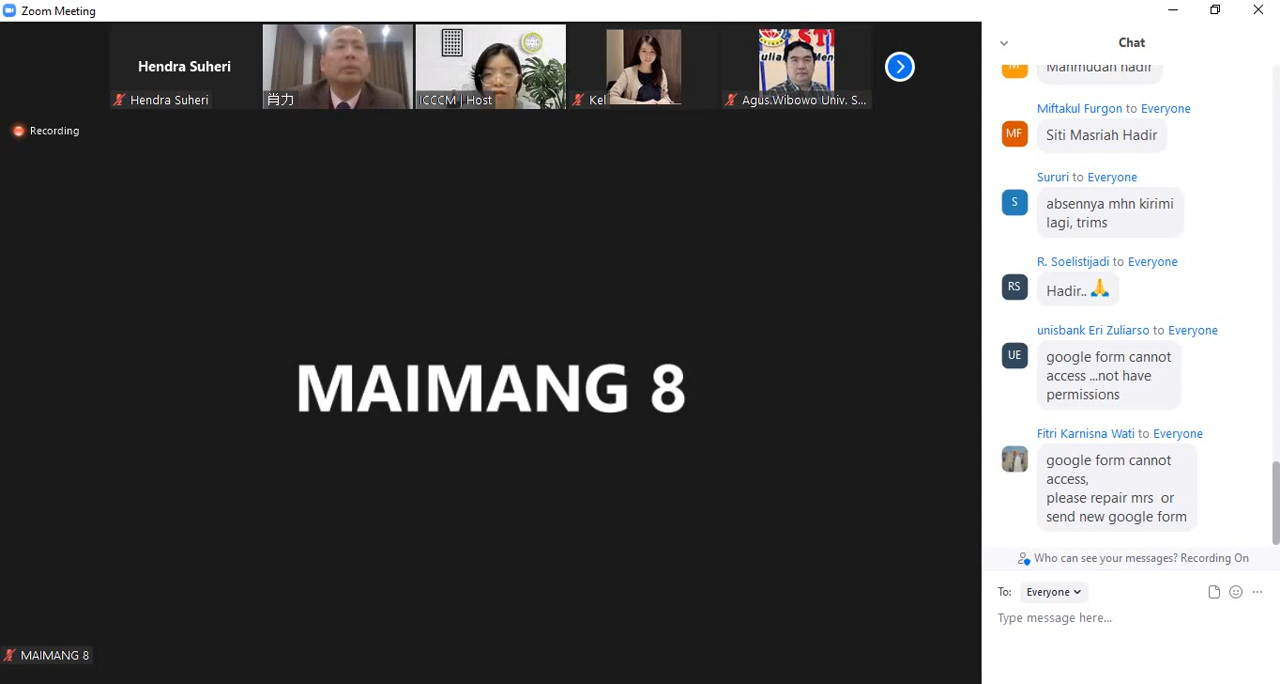 Zoom Meeting
Hendra Suheri
Hendra Suheri
肖力
ICCCM | Host
Kel
Agus.Wibowo Univ. S...
Recording
MAIMANG 8
MAIMANG 8
Chat
Mahmudah hadir
Miftakul Furgon to Everyone
MF
Siti Masriah Hadir
Sururi to Everyone
S
absennya mhn kirimi
lagi, trims
R. Soelistijadi to Everyone
RS
Hadir.. 🙏
unisbank Eri Zuliarso to Everyone
UE
google form cannot
access ...not have
permissions
Fitri Karnisna Wati to Everyone
google form cannot
access,
please repair mrs or
send new google form
Who can see your messages? Recording On
To: Everyone
Type message here...